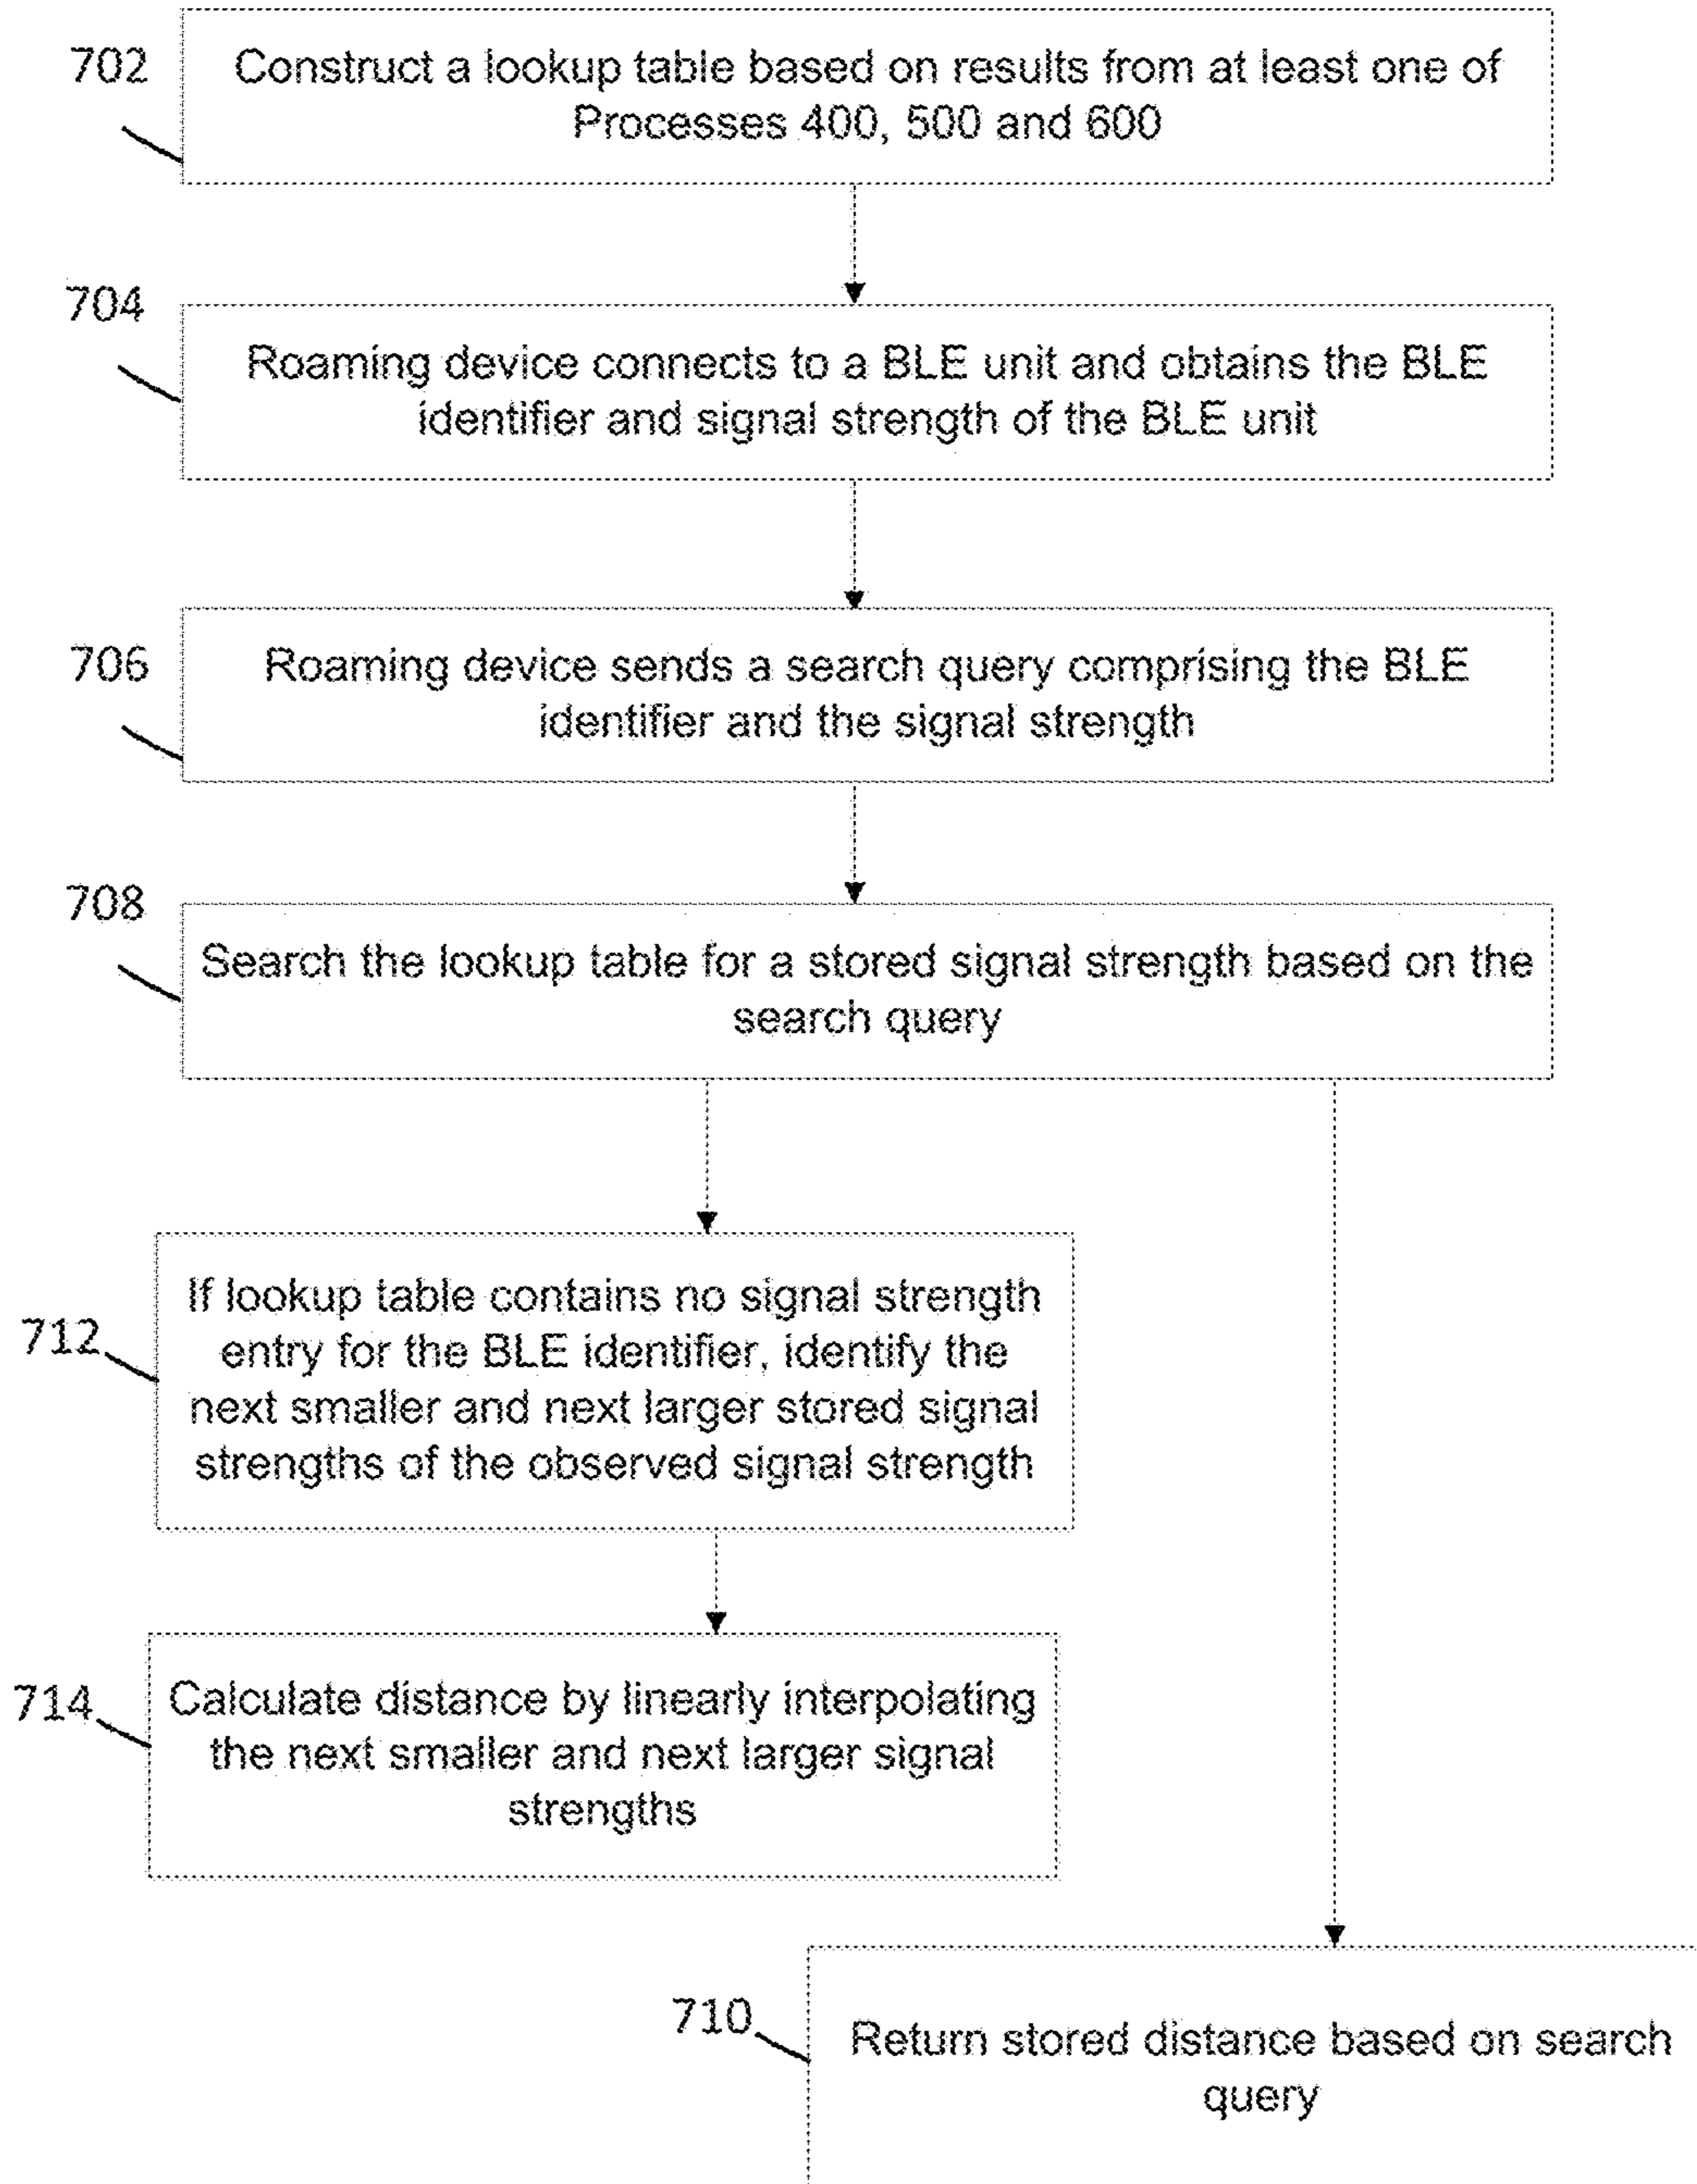 702
Construct a lookup table based on results from at least one of
Processes 400, 500 and 600
704
Roaming device connects to a BLE unit and obtains the BLE
identifier and signal strength of the BLE unit
706
Roaming device sends a search query comprising the BLE
identifier and the signal strength
708
Search the lookup table for a stored signal strength based on the
search query
712
If lookup table contains no signal strength
entry for the BLE identifier, identify the
next smaller and next larger stored signal
strengths of the observed signal strength
714
Calculate distance by linearly interpolating
the next smaller and next larger signal
strengths
710
Return stored distance based on search
query